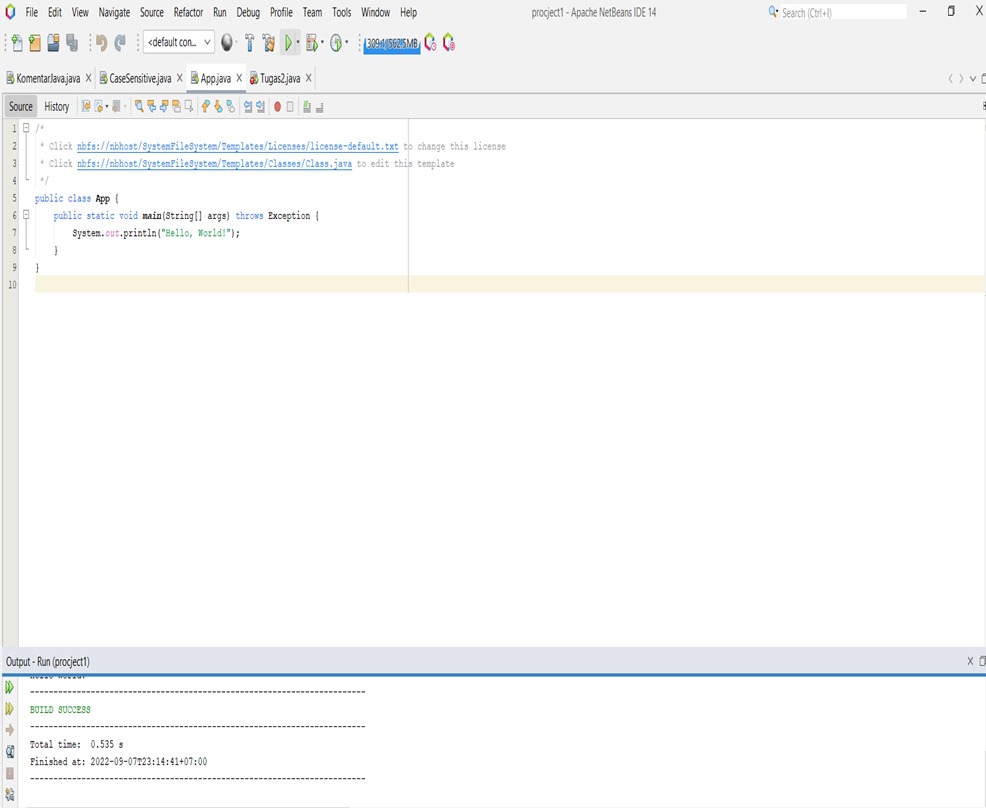 File Edit View Navigate Source Refactor Run Debug Profile Team Tools Window Help
procject1 - Apache NetBeans IDE 14
Search (Ctrl+I)
<default con...
309.1/562.5MB
KomentarJava.java
CaseSensitive.java
App.java
Tugas2.java
Source History
1 /*
2 * Click nbfs://nbhost/SystemFileSystem/Templates/Licenses/license-default.txt to change this license
3 * Click nbfs://nbhost/SystemFileSystem/Templates/Classes/Class.java to edit this template
4 */
5 public class App {
6 public static void main(String[] args) throws Exception {
7 System.out.println("Hello, World!");
8 }
9 }
10
Output - Run (procject1)
------------------------------------------------------------------------
BUILD SUCCESS
------------------------------------------------------------------------
Total time: 0.535 s
Finished at: 2022-09-07T23:14:41+07:00
------------------------------------------------------------------------